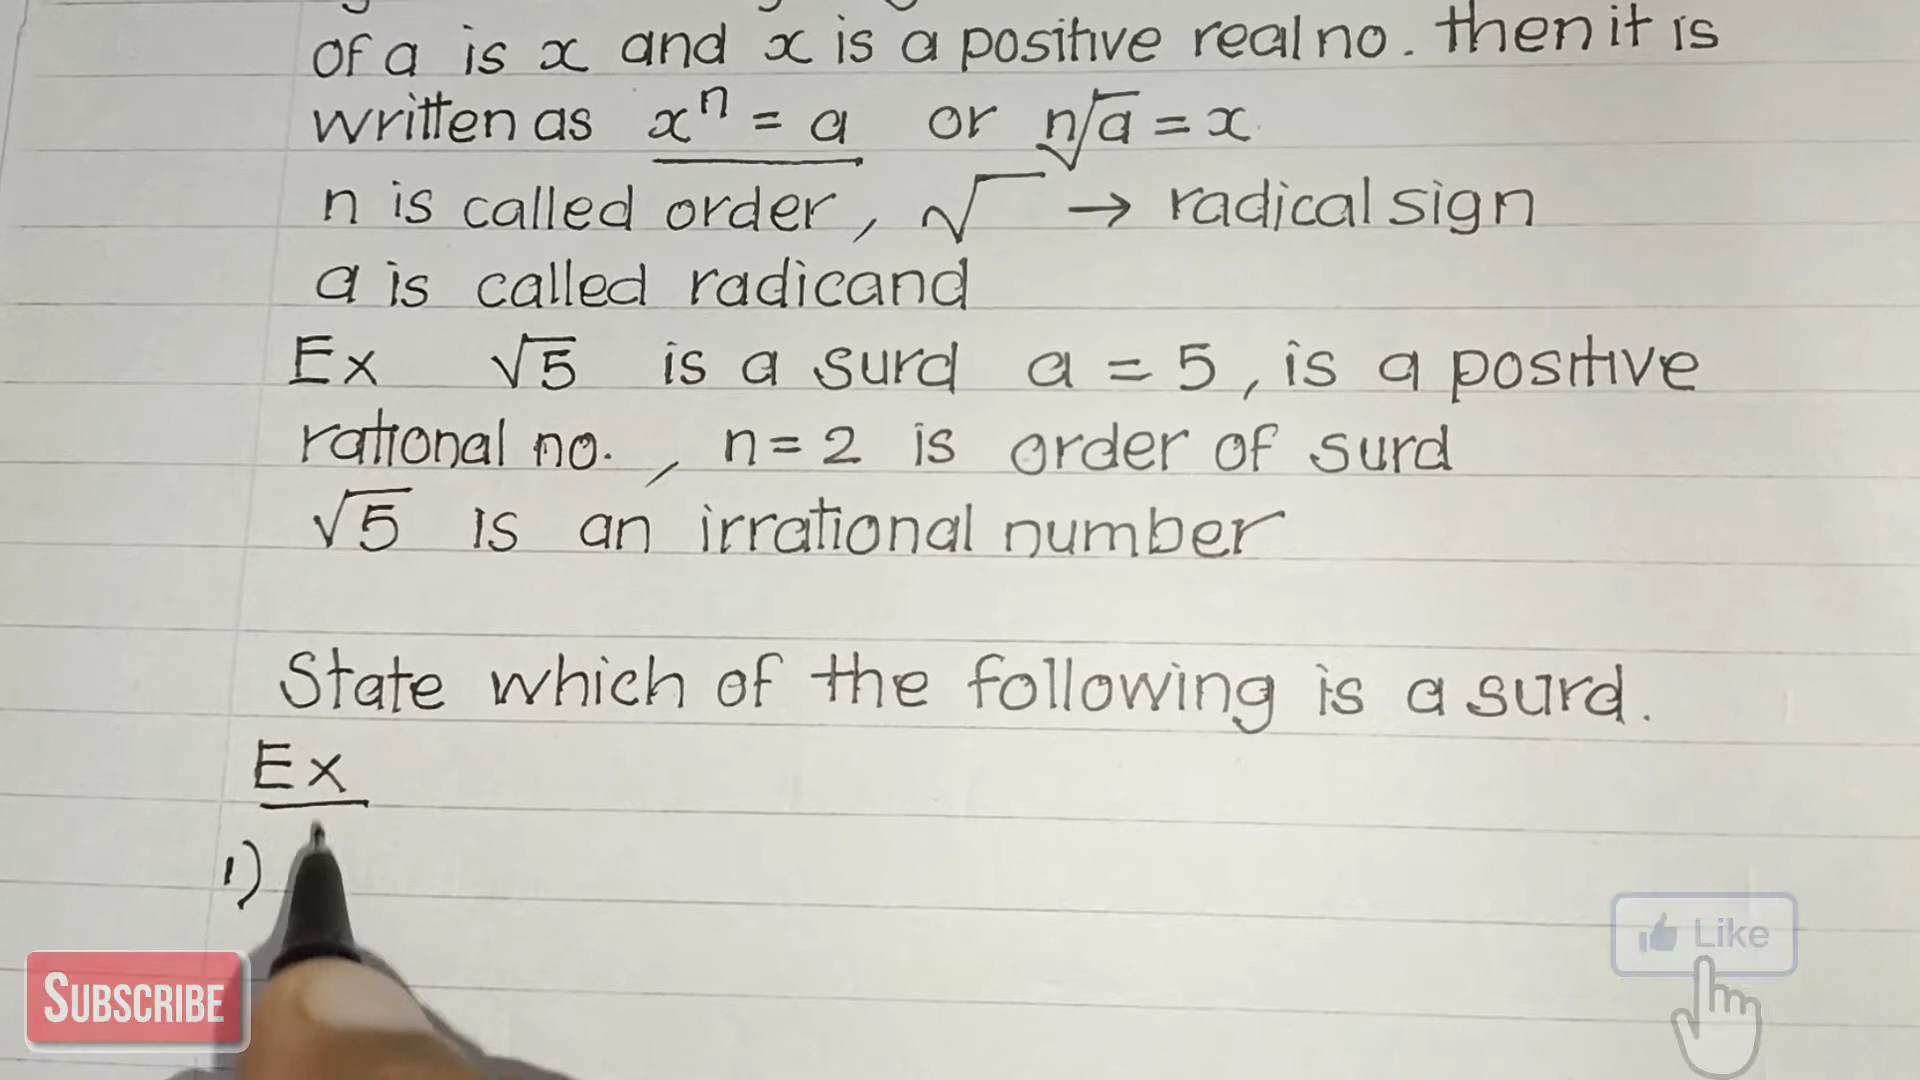 of a is x and x is a positive real no. then it is
written as xⁿ = a or ⁿ√a = x
n is called order, √ → radical sign
a is called radicand
Ex √5 is a surd a = 5, is a positive
rational no., n = 2 is order of surd
√5 is an irrational number
State which of the following is a surd.
Ex
1)
SUBSCRIBE
Like